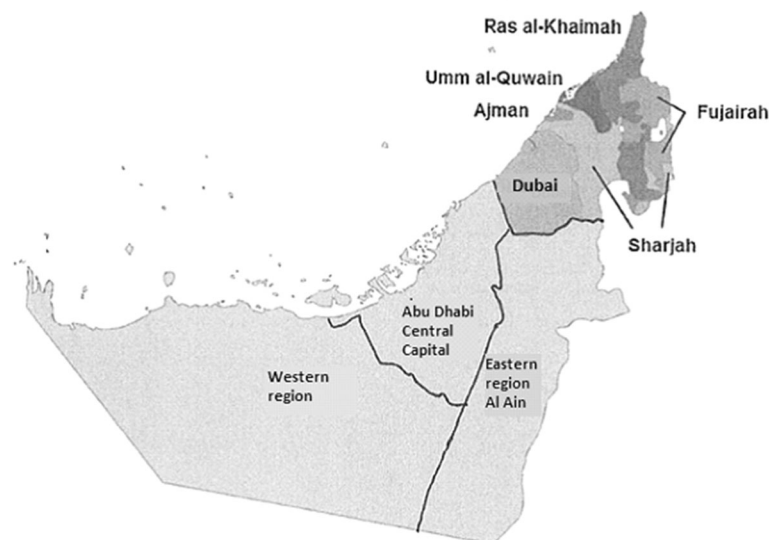 Ras al-Khaimah
Umm al-Quwain
Ajman
Fujairah
Dubai
Sharjah
Abu Dhabi
Central
Capital
Western
region
Eastern
region
Al Ain